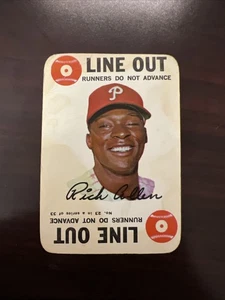 LINE OUT
RUNNERS DO NOT ADVANCE
P
Rich Allen
No. 23 in a series of 33
RUNNERS DO NOT ADVANCE
LINE OUT